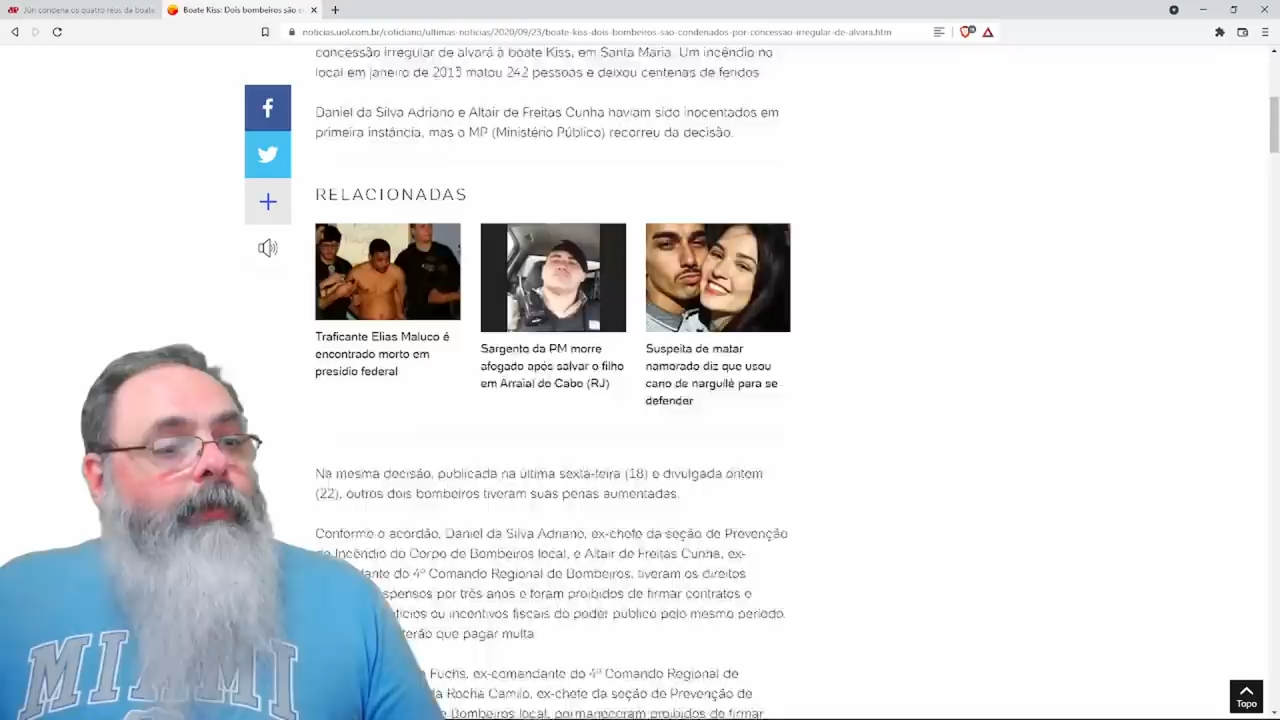 Júri condena os quatro réus da boate
Boate Kiss: Dois bombeiros são c
noticias.uol.com.br/cotidiano/ultimas-noticias/2020/09/23/boate-kiss-dois-bombeiros-sao-condenados-por-concessao-irregular-de-alvara.htm
concessão irregular de alvará à boate Kiss, em Santa Maria. Um incêndio no
local em janeiro de 2013 matou 242 pessoas e deixou centenas de feridos
Daniel da Silva Adriano e Altair de Freitas Cunha haviam sido inocentados em
primeira instância, mas o MP (Ministério Público) recorreu da decisão.
RELACIONADAS
Traficante Elias Maluco é
encontrado morto em
presídio federal
Sargento da PM morre
afogado após salvar o filho
em Arraial do Cabo (RJ)
Suspeita de matar
namorado diz que usou
cano de narguilé para se
defender
Na mesma decisão, publicada na última sexta-feira (18) e divulgada ontem
(22), outros dois bombeiros tiveram suas penas aumentadas.
Conforme o acórdão, Daniel da Silva Adriano, ex-chefe da seção de Prevenção
de Incêndio do Corpo de Bombeiros local, e Altair de Freitas Cunha, ex-
ante do 4º Comando Regional de Bombeiros, tiveram os direitos
spensos por três anos e foram proibidos de firmar contratos e
fícios ou incentivos fiscais do poder público pelo mesmo período.
terão que pagar multa
Fuchs, ex-comandante do 4º Comando Regional de
da Rocha Camilo, ex-chefe da seção de Prevenção de
Bombeiros local, permaneceram proibidos de firmar
Topo
MIAMI